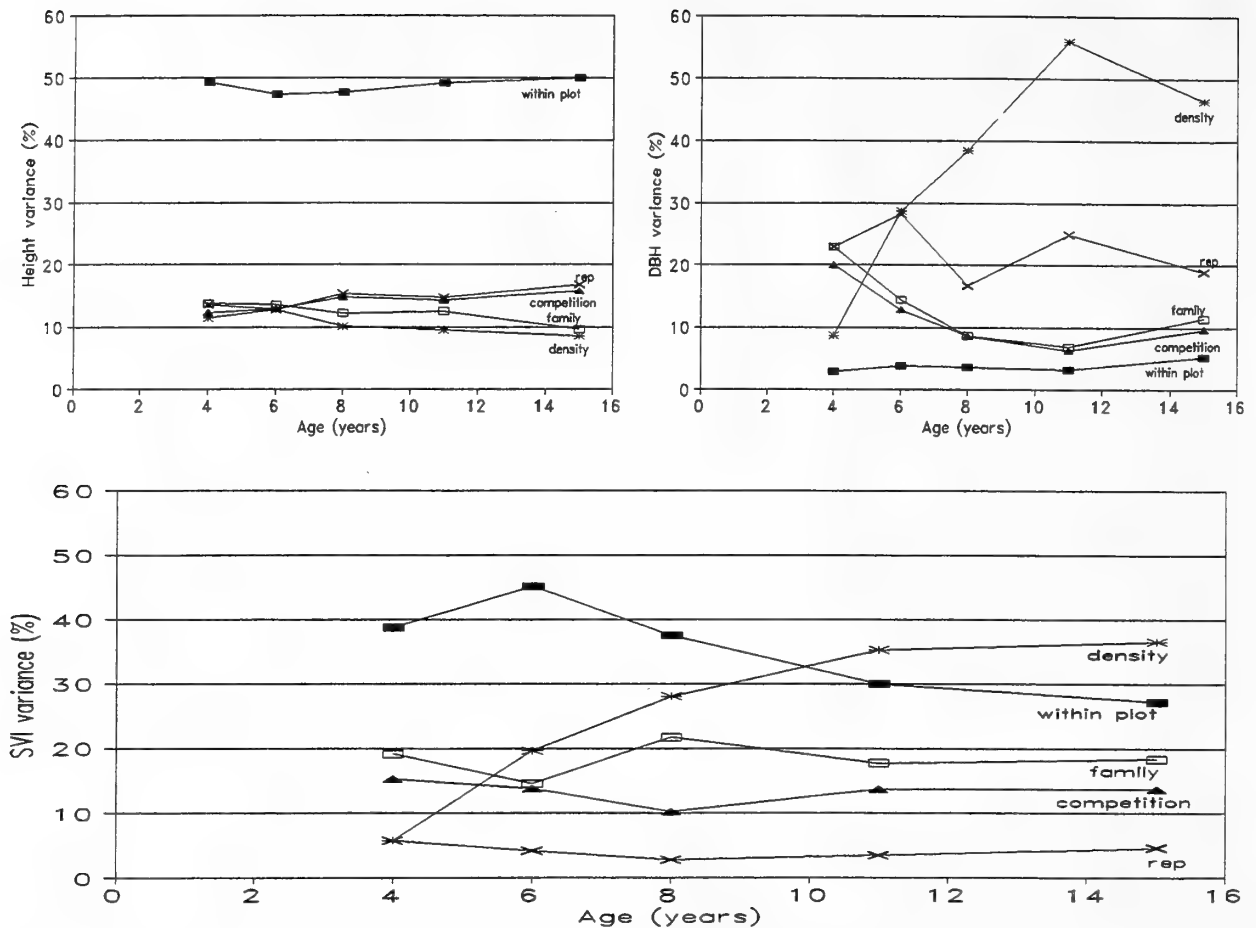 60
50
40
30
20
10
0
Height variance (%)
within plot
rep
competition
family
density
0 2 4 6 8 10 12 14 16
Age (years)
60
50
40
30
20
10
0
DBH variance (%)
density
rep
family
competition
within plot
0 2 4 6 8 10 12 14 16
Age (years)
60
50
40
30
20
10
0
SVI variance (%)
density
within plot
family
competition
rep
0 2 4 6 8 10 12 14 16
Age (years)